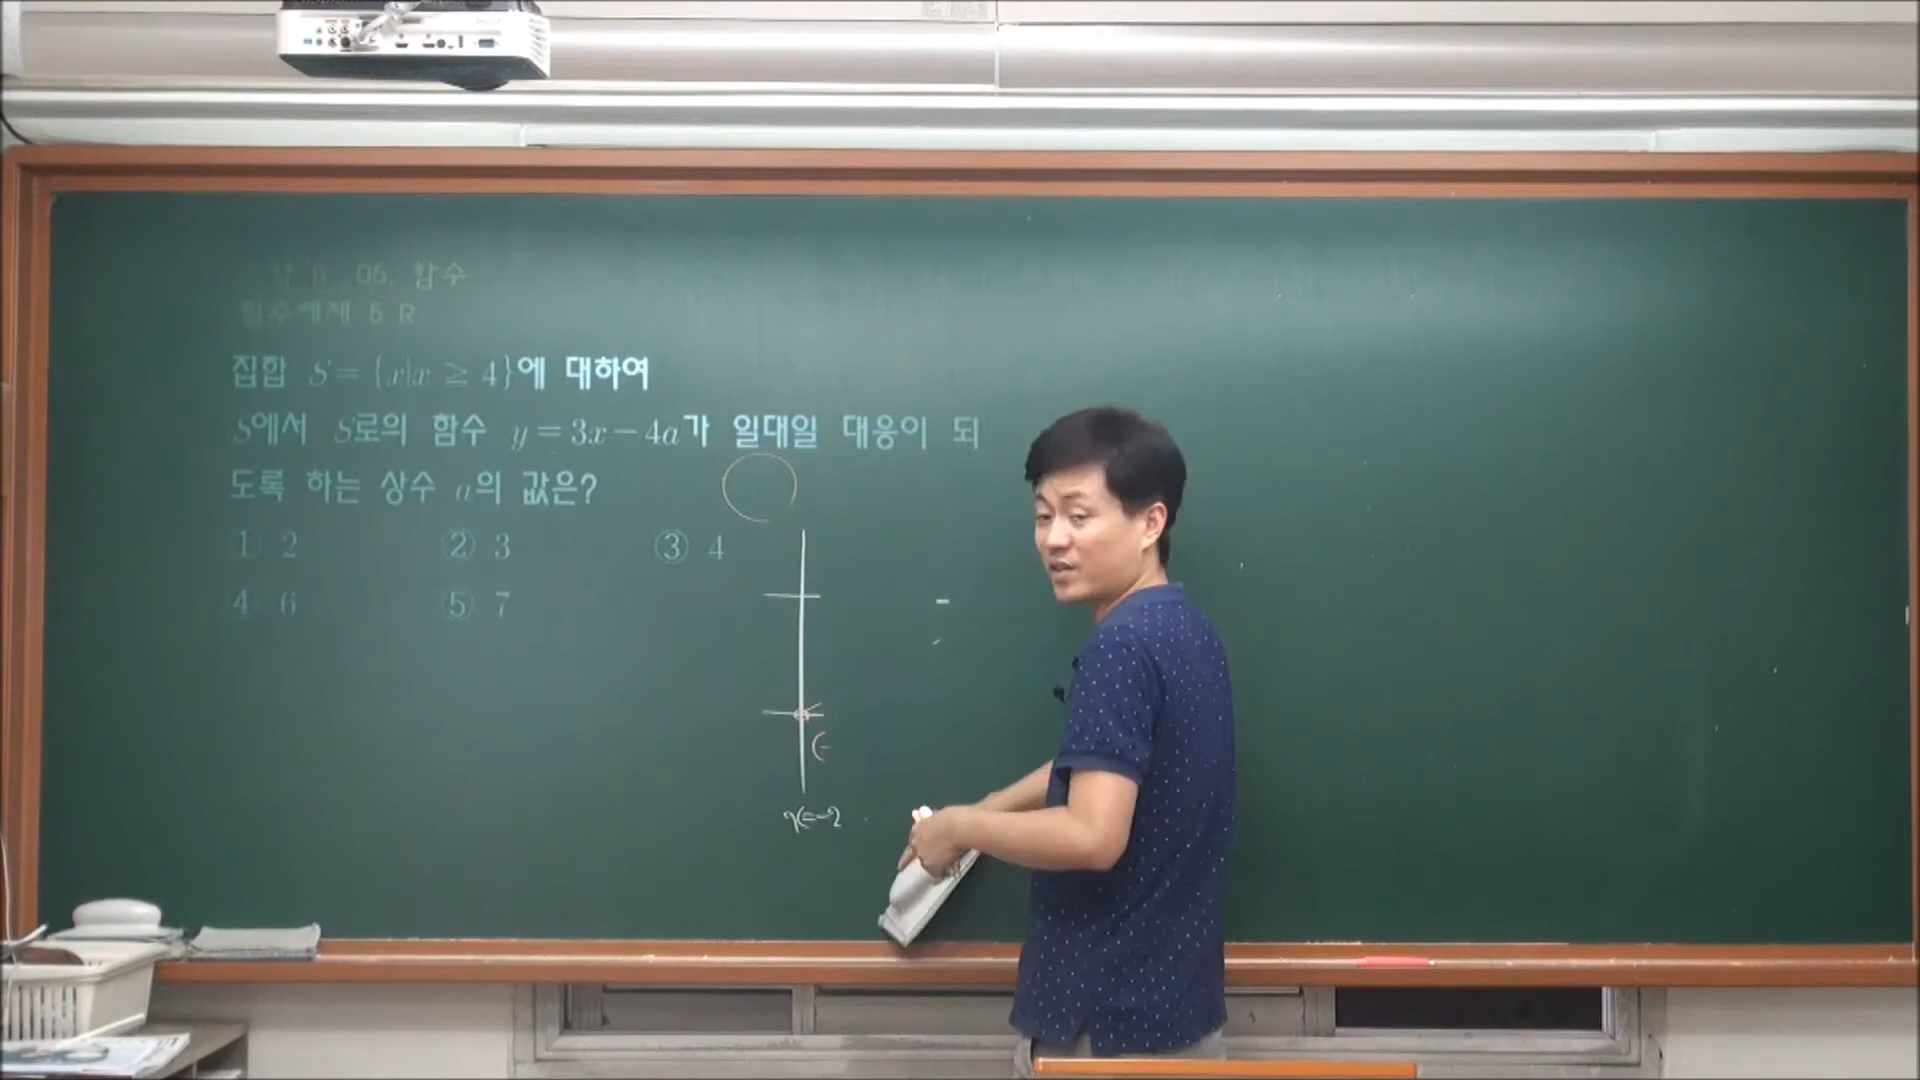 06. 함수
필수예제 5 R
집합 S = {x|x ≥ 4}에 대하여
S에서 S로의 함수 y = 3x − 4a가 일대일 대응이 되
도록 하는 상수 a의 값은?
① 2 ② 3 ③ 4
④ 6 ⑤ 7
x=-2